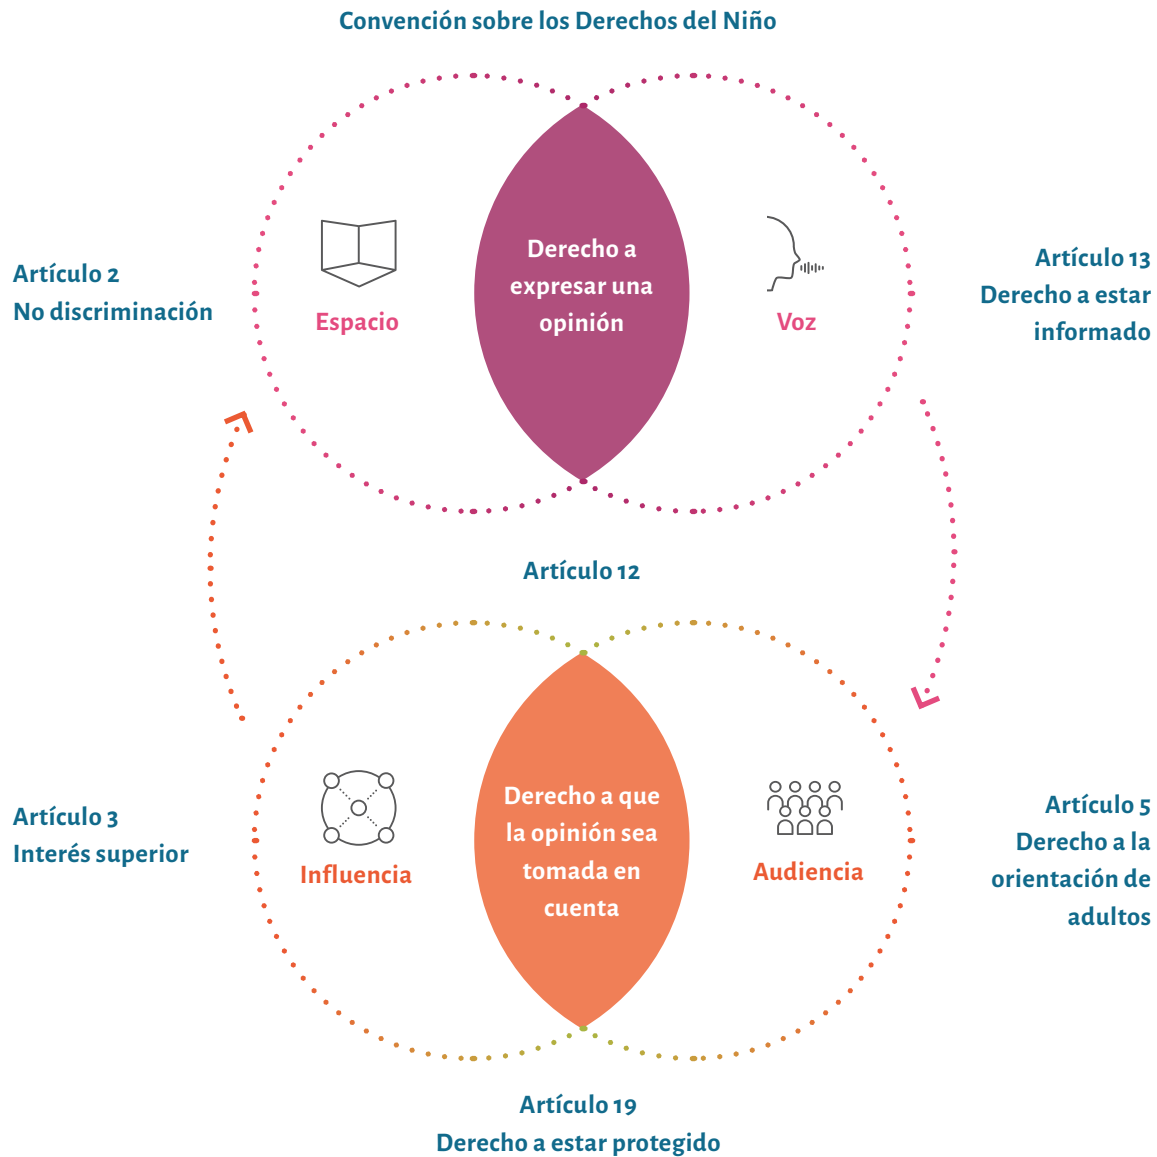 Convención sobre los Derechos del Niño
Artículo 2
No discriminación
Espacio
Derecho a
expresar una
opinión
Voz
Artículo 13
Derecho a estar
informado
Artículo 12
Artículo 3
Interés superior
Influencia
Derecho a que
la opinión sea
tomada en
cuenta
Audiencia
Artículo 5
Derecho a la
orientación de
adultos
Artículo 19
Derecho a estar protegido